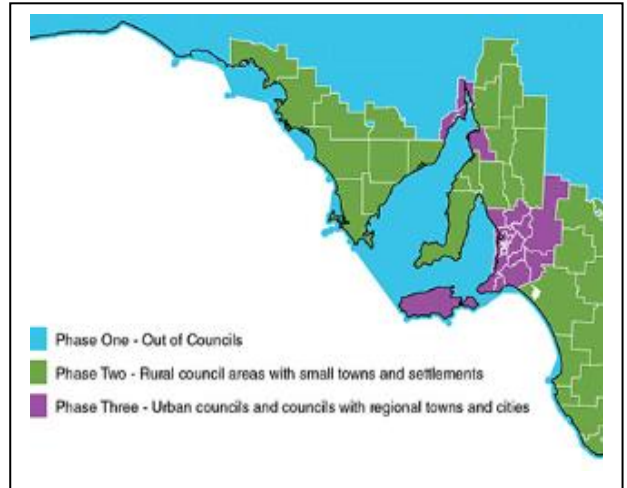 Phase One - Out of Councils
Phase Two - Rural council areas with small towns and settlements
Phase Three - Urban councils and councils with regional towns and cities